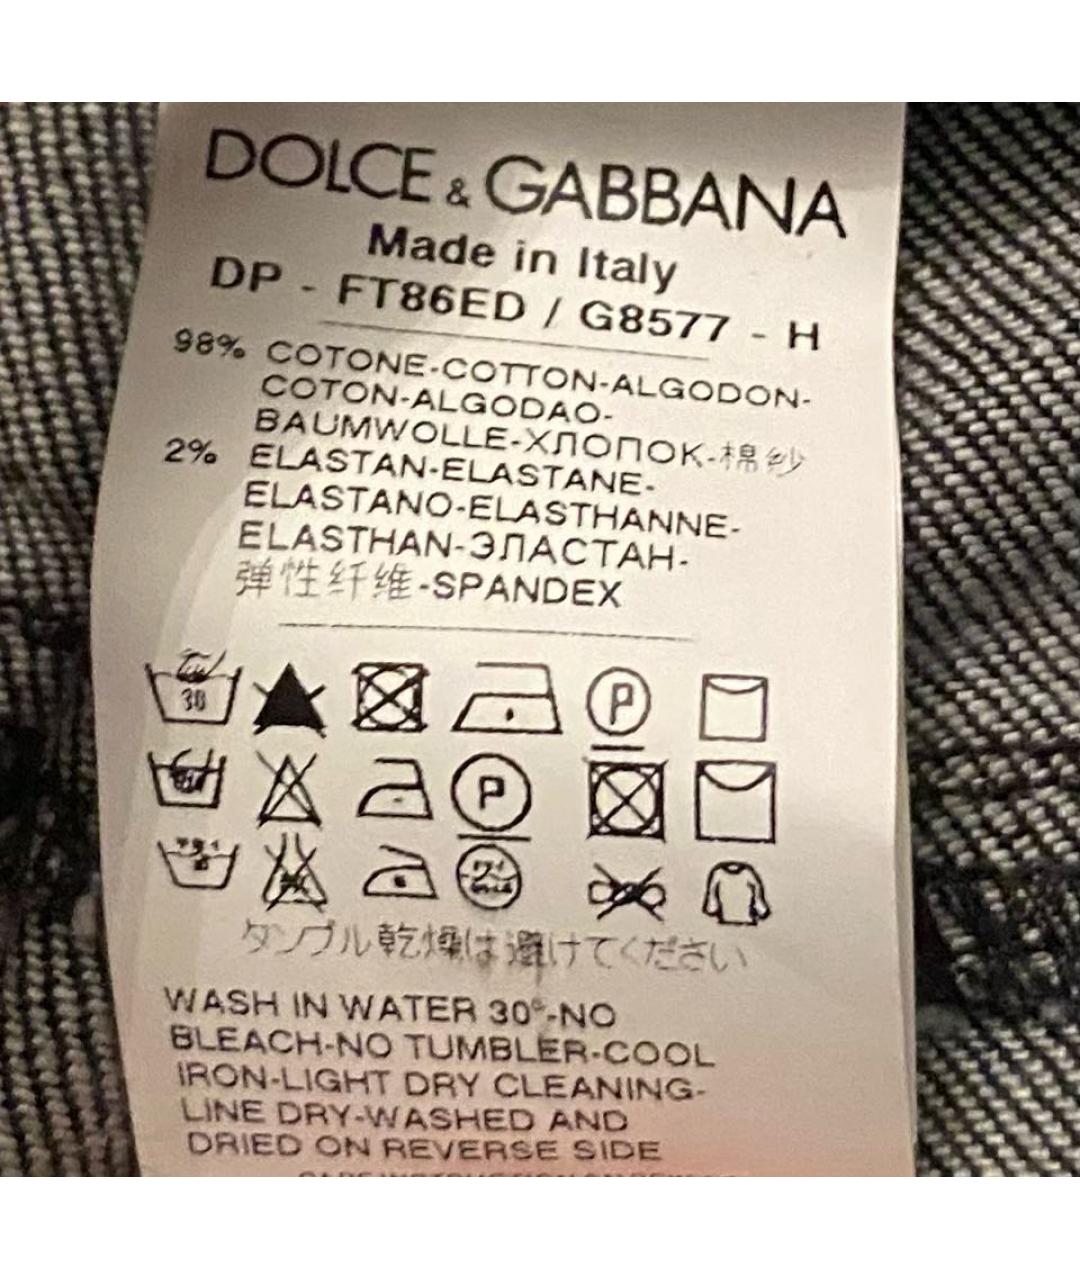 DOLCE & GABBANA
Made in Italy
DP - FT86ED / G8577 - H
98% COTONE-COTTON-ALGODON-
COTON-ALGODAO-
BAUMWOLLE-ХЛОПОК-棉纱
2% ELASTAN-ELASTANE-
ELASTANO-ELASTHANNE-
ELASTHAN-ЭЛАСТАН-
弹性纤维-SPANDEX
30 P
P
タンブル乾燥は避けてください
WASH IN WATER 30°-NO
BLEACH-NO TUMBLER-COOL
IRON-LIGHT DRY CLEANING-
LINE DRY-WASHED AND
DRIED ON REVERSE SIDE